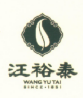 汪裕泰
WANG YU TAI
SINCE·1851